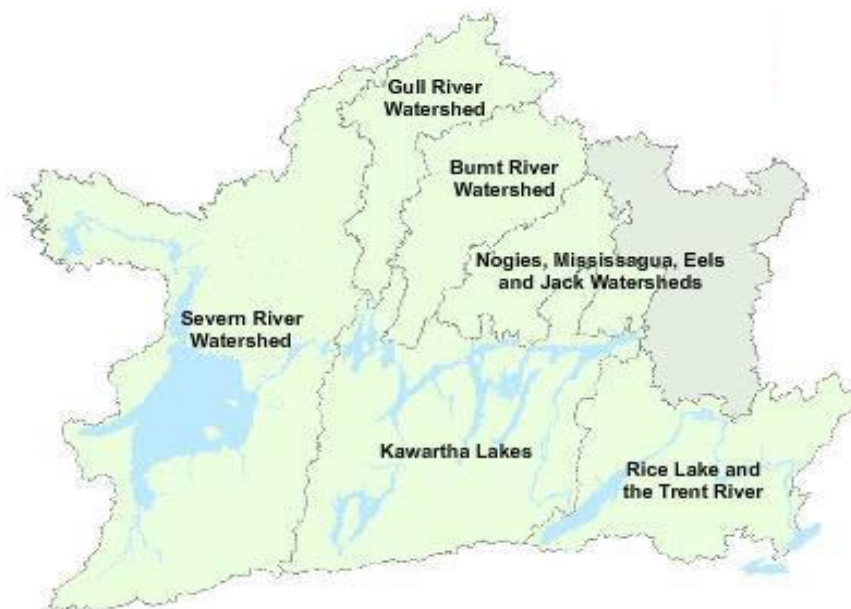 Gull River
Watershed
Burnt River
Watershed
Nogies, Mississagua, Eels
and Jack Watersheds
Severn River
Watershed
Kawartha Lakes
Rice Lake and
the Trent River